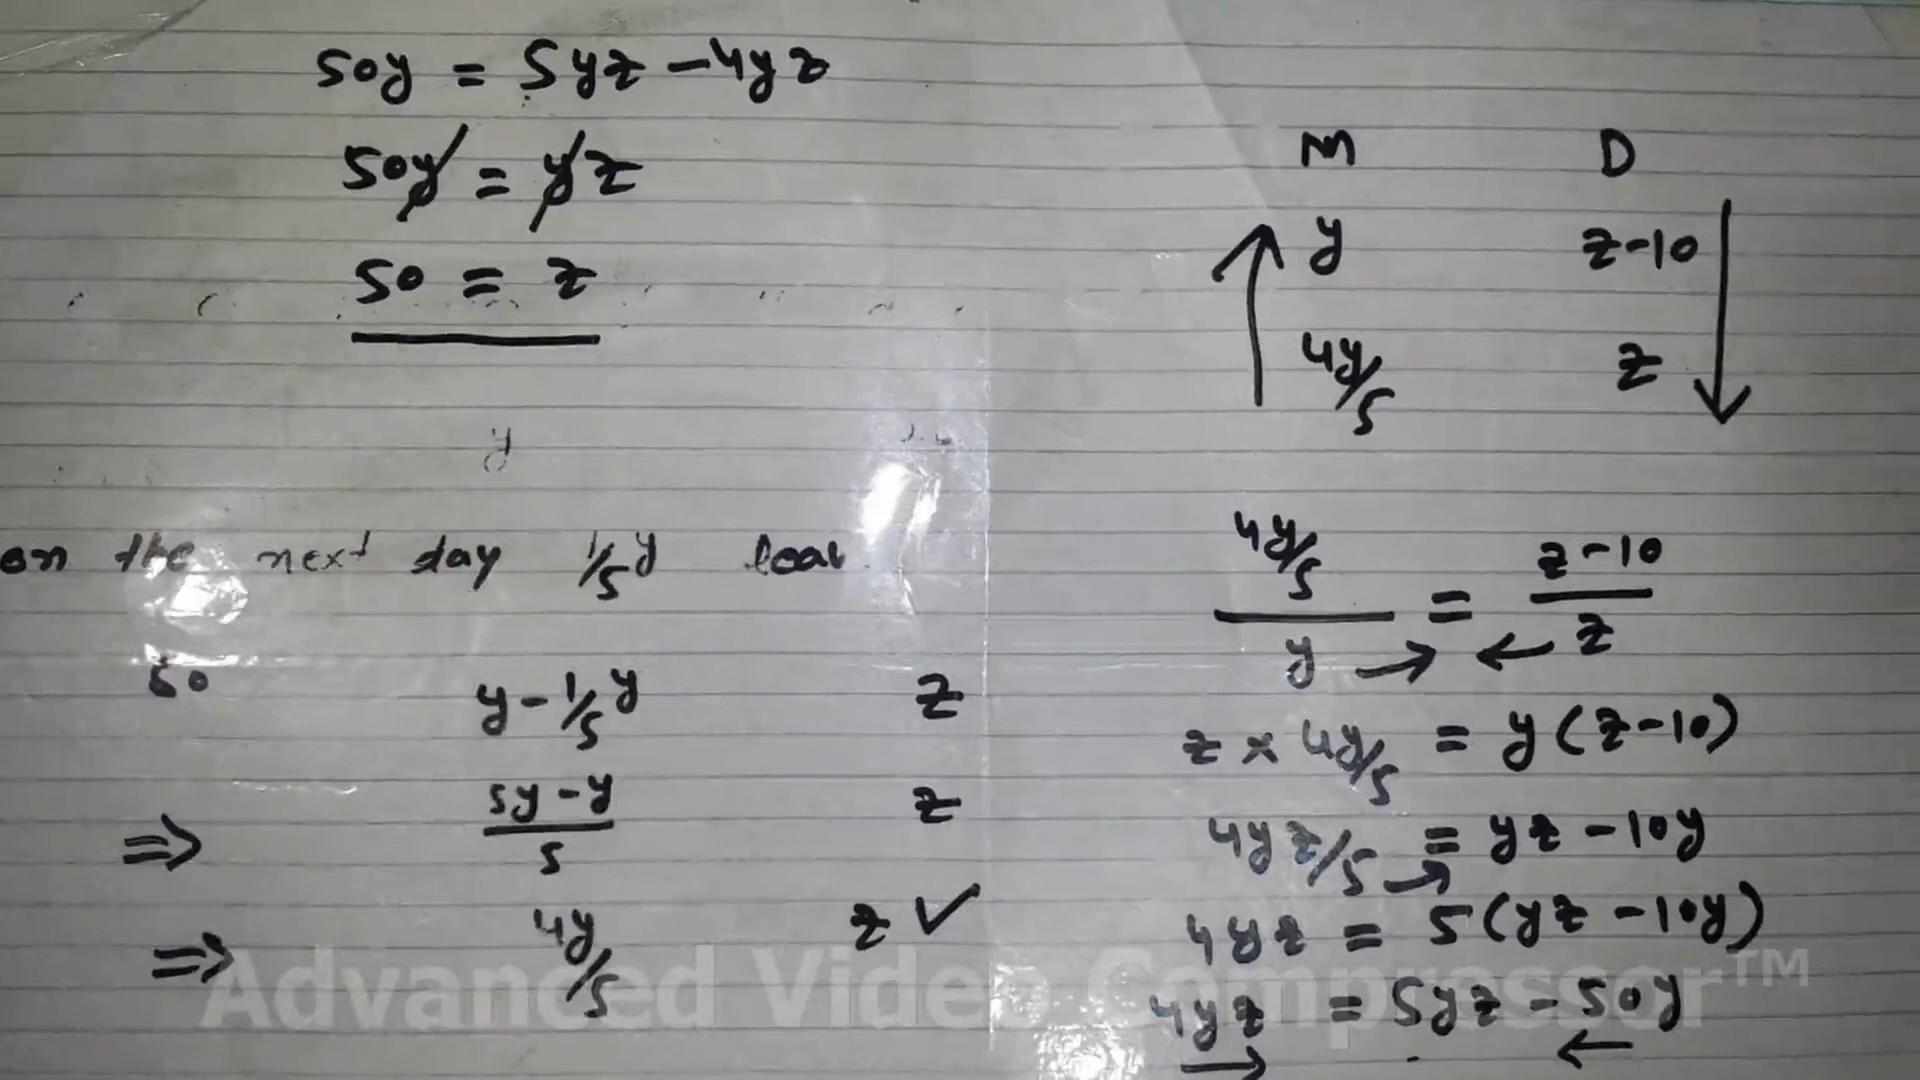 50y = 5yz - 4yz
50y = yz
50 = z
y
on the next day 1/5 y
so y - 1/5 y z
⇒ 5y - y / 5 z
⇒ 4y/5 z ✓
M D
y z-10
4y/5 z
4y/5 / y = z-10 / z
z × 4y/5 = y (z-10)
4yz/5 = yz - 10y
4yz = 5 (yz - 10y)
4yz = 5yz - 50y
Advanced Video Compressor™